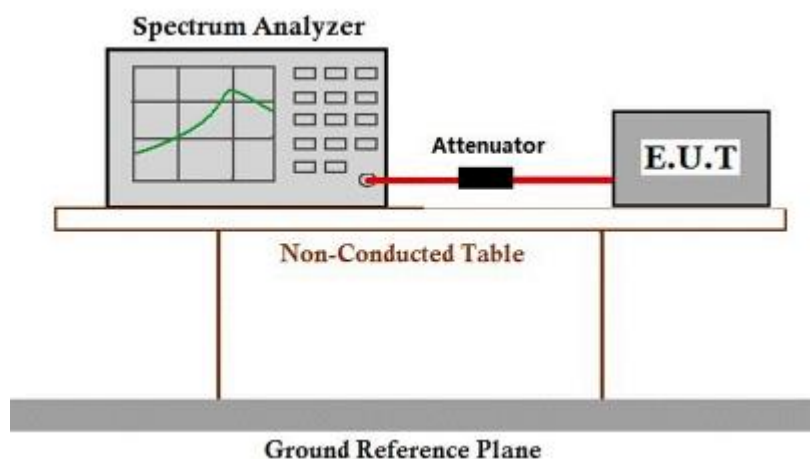 Spectrum Analyzer
Attenuator
E.U.T
Non-Conducted Table
Ground Reference Plane